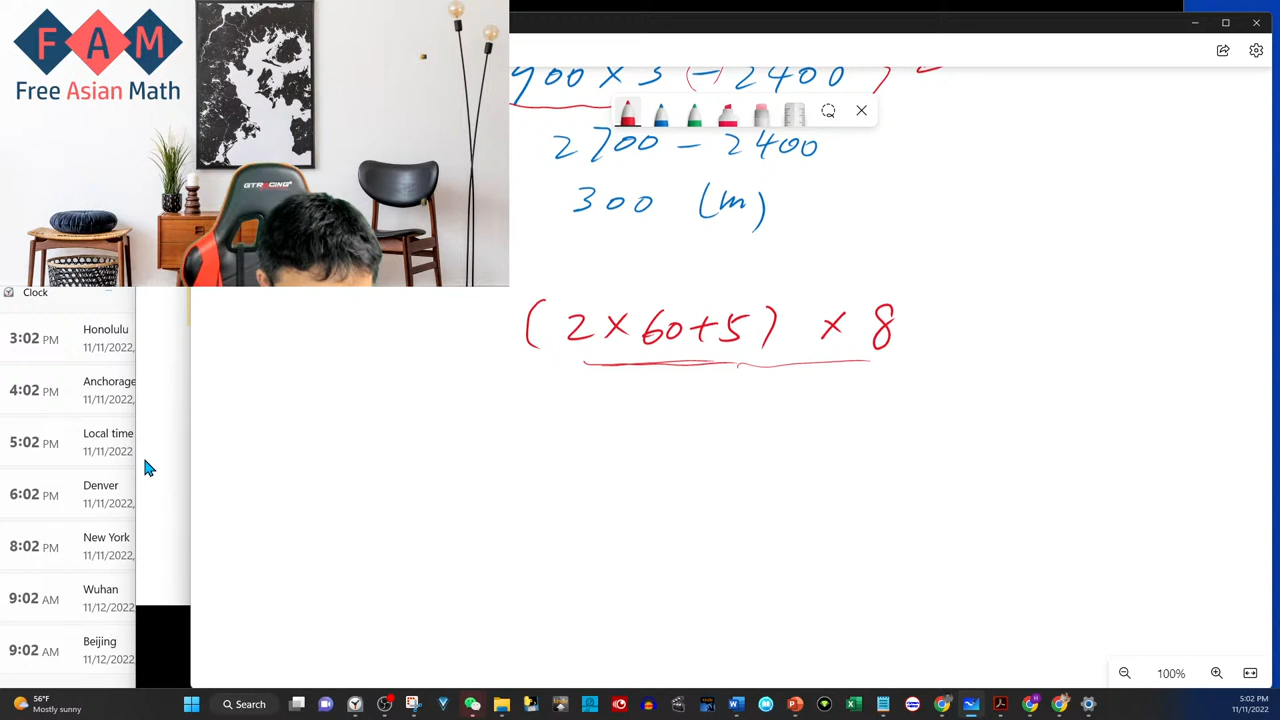 FAM
Free Asian Math
GTRACING
900 × 3 (- 2400)
2700 - 2400
300 (m)
(2×60+5) × 8
Clock
3:02 PM Honolulu
11/11/2022,
4:02 PM Anchorage
11/11/2022,
5:02 PM Local time
11/11/2022,
6:02 PM Denver
11/11/2022,
8:02 PM New York
11/11/2022,
9:02 AM Wuhan
11/12/2022
9:02 AM Beijing
11/12/2022,
100%
56°F
Mostly sunny
Search
5:02 PM
11/11/2022